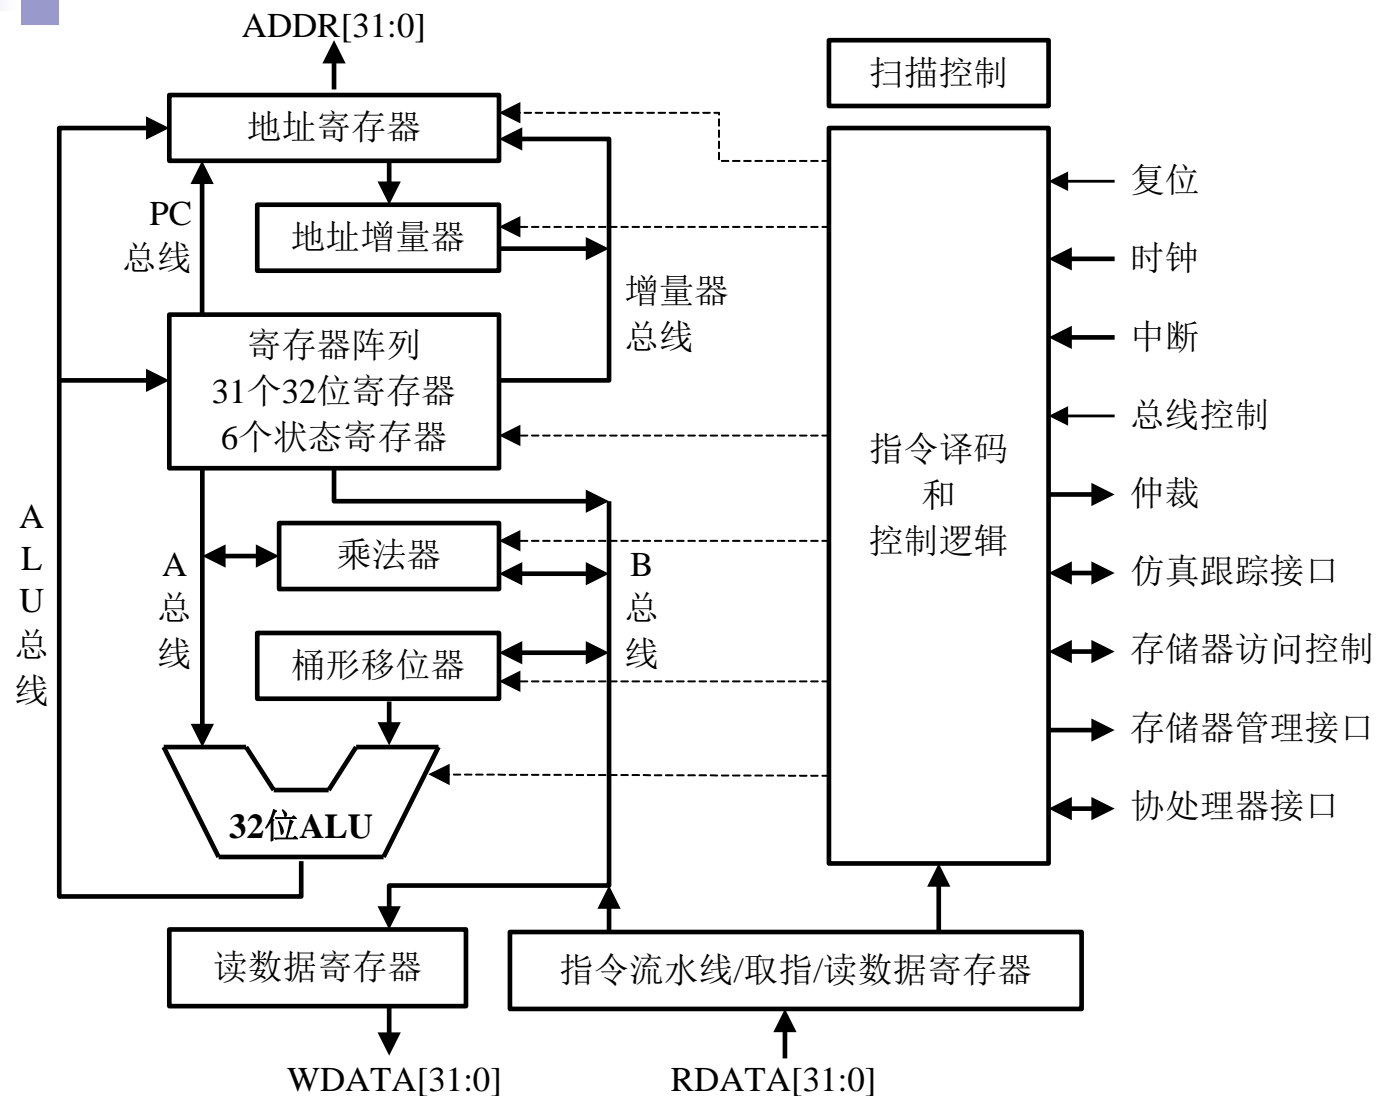 ADDR[31:0]
扫描控制
地址寄存器
复位
PC
总线
地址增量器
时钟
增量器
总线
中断
寄存器阵列
31个32位寄存器
6个状态寄存器
总线控制
指令译码
和
控制逻辑
仲裁
A
L
U
总
线
A
总
线
乘法器
B
总
线
仿真跟踪接口
桶形移位器
存储器访问控制
存储器管理接口
32位ALU
协处理器接口
读数据寄存器
指令流水线/取指/读数据寄存器
WDATA[31:0]
RDATA[31:0]